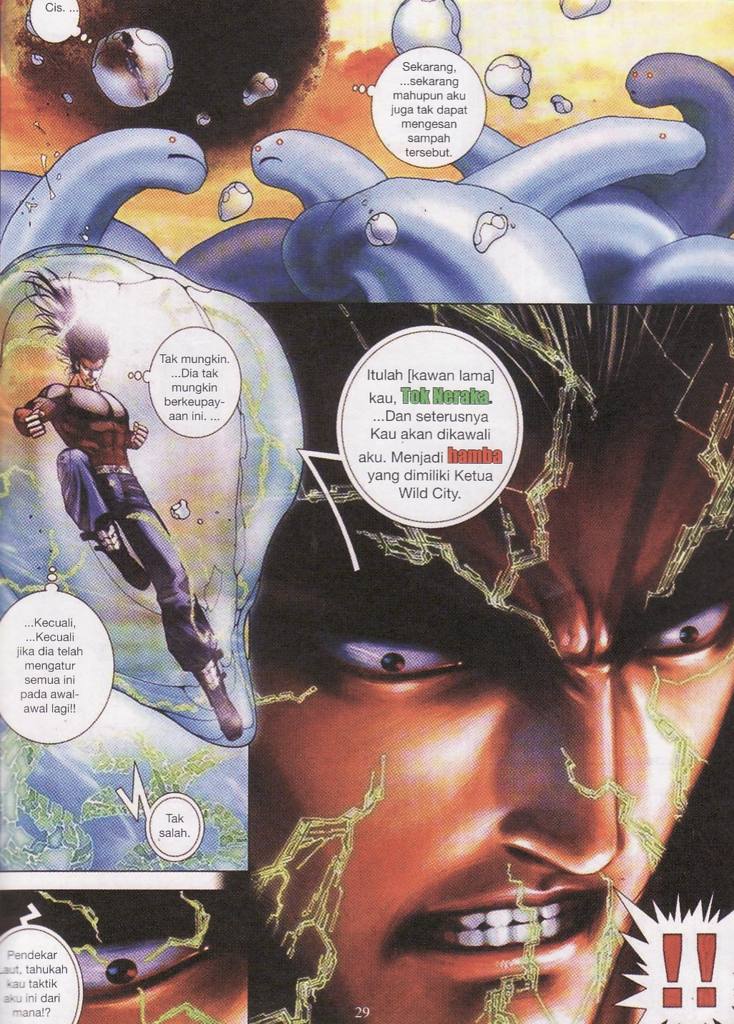 Cis. ...
Sekarang,
...sekarang
mahupun aku
juga tak dapat
mengesan
sampah
tersebut.
Tak mungkin.
...Dia tak
mungkin
berkeupay-
aan ini. ...
Itulah [kawan lama]
kau, Tok Neraka.
...Dan seterusnya
Kau akan dikawali
aku. Menjadi hamba
yang dimiliki Ketua
Wild City.
...Kecuali,
...Kecuali
jika dia telah
mengatur
semua ini
pada awal-
awal lagi!!
Tak
salah.
Pendekar
Laut, tahukah
kau taktik
aku ini dari
mana!?
!!
29